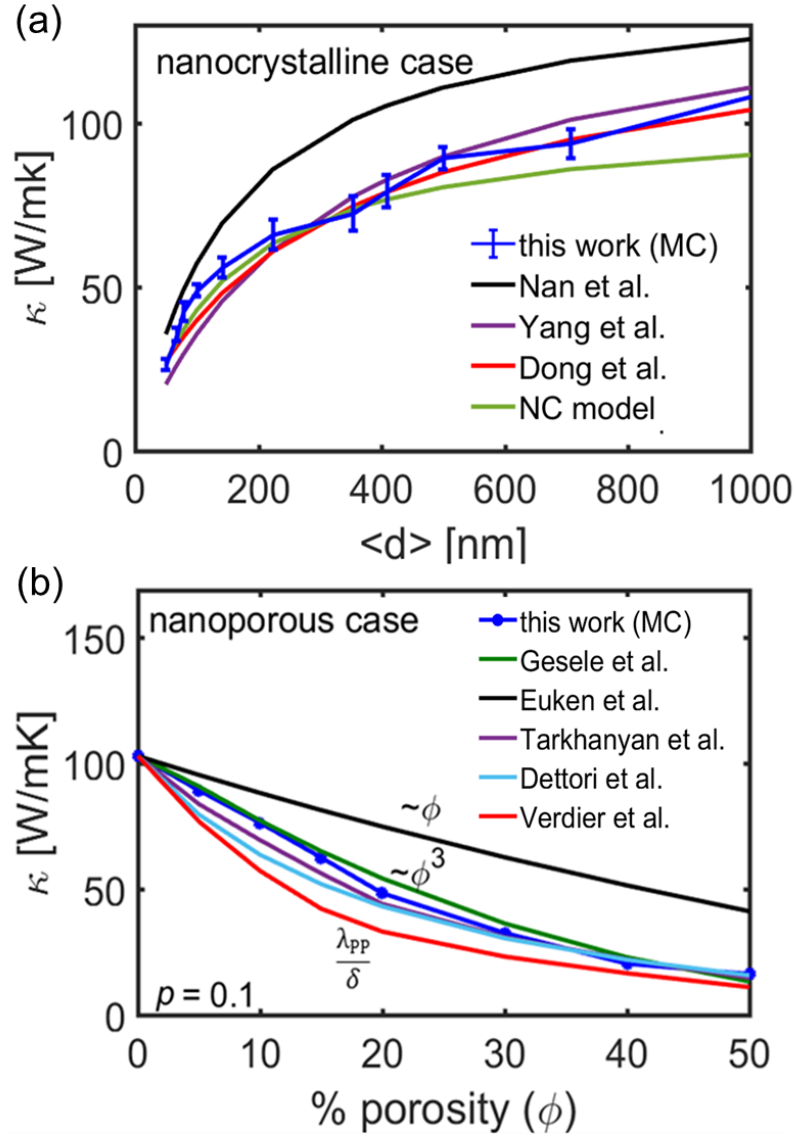 (a)
nanocrystalline case
κ [W/mk]
100
50
0
this work (MC)
Nan et al.
Yang et al.
Dong et al.
NC model
0 200 400 600 800 1000
<d> [nm]
(b)
nanoporous case
κ [W/mK]
150
100
50
0
this work (MC)
Gesele et al.
Euken et al.
Tarkhanyan et al.
Dettori et al.
Verdier et al.
~ϕ
~ϕ³
λPP
δ
p = 0.1
0 10 20 30 40 50
% porosity (ϕ)